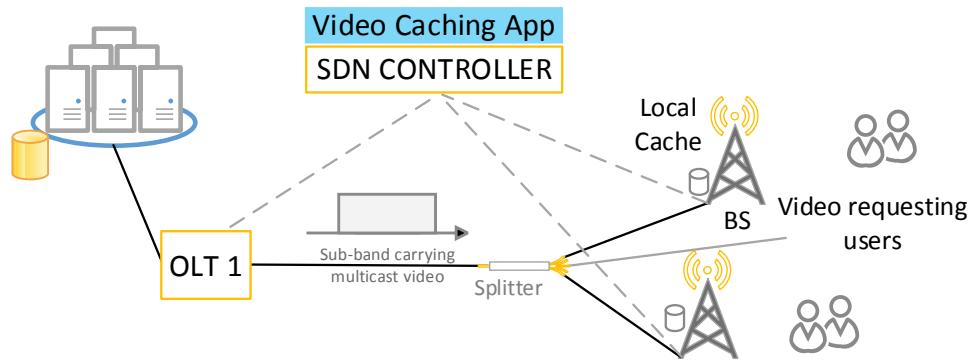 Video Caching App
SDN CONTROLLER
Local
Cache
BS
Video requesting
users
OLT 1
Sub-band carrying
multicast video
Splitter